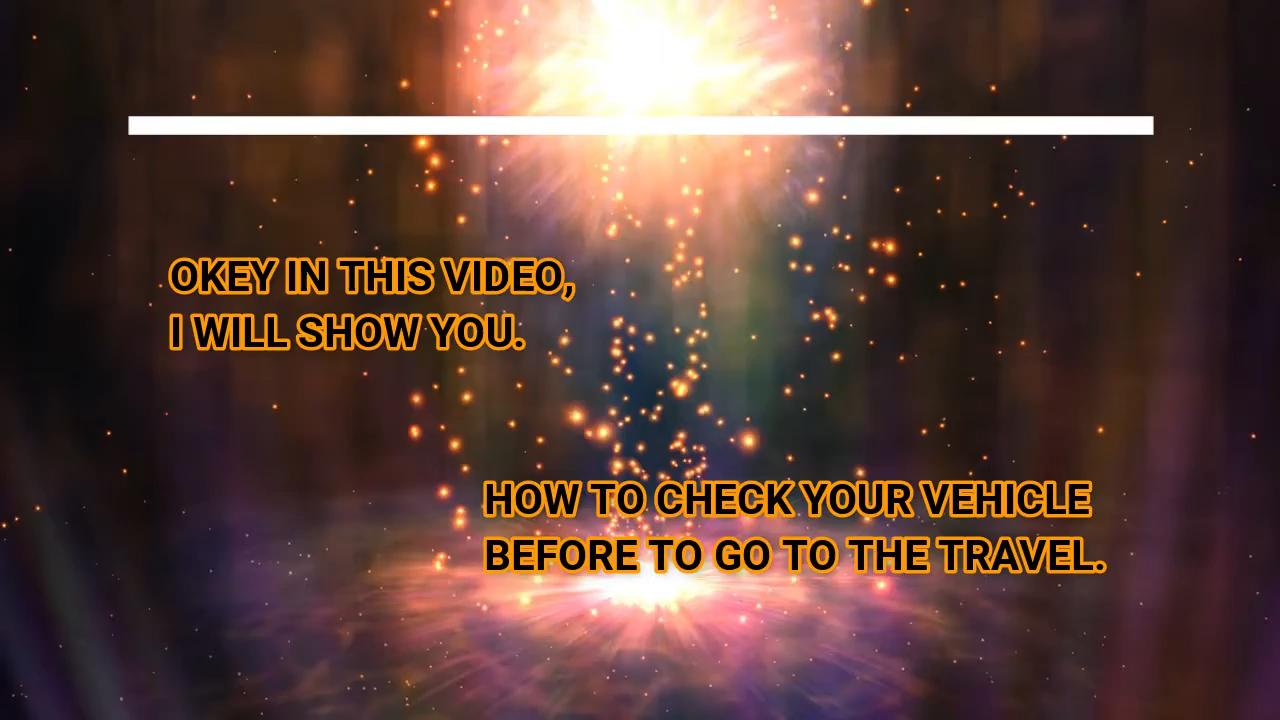 OKEY IN THIS VIDEO,
I WILL SHOW YOU.
HOW TO CHECK YOUR VEHICLE
BEFORE TO GO TO THE TRAVEL.